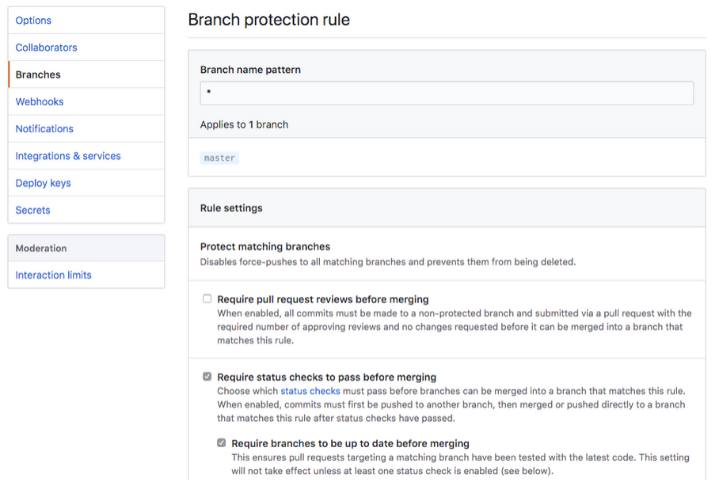 Options
Collaborators
Branches
Webhooks
Notifications
Integrations & services
Deploy keys
Secrets
Moderation
Interaction limits
Branch protection rule
Branch name pattern
*
Applies to 1 branch
master
Rule settings
Protect matching branches
Disables force-pushes to all matching branches and prevents them from being deleted.
Require pull request reviews before merging
When enabled, all commits must be made to a non-protected branch and submitted via a pull request with the
required number of approving reviews and no changes requested before it can be merged into a branch that
matches this rule.
Require status checks to pass before merging
Choose which status checks must pass before branches can be merged into a branch that matches this rule.
When enabled, commits must first be pushed to another branch, then merged or pushed directly to a branch
that matches this rule after status checks have passed.
Require branches to be up to date before merging
This ensures pull requests targeting a matching branch have been tested with the latest code. This setting
will not take effect unless at least one status check is enabled (see below).